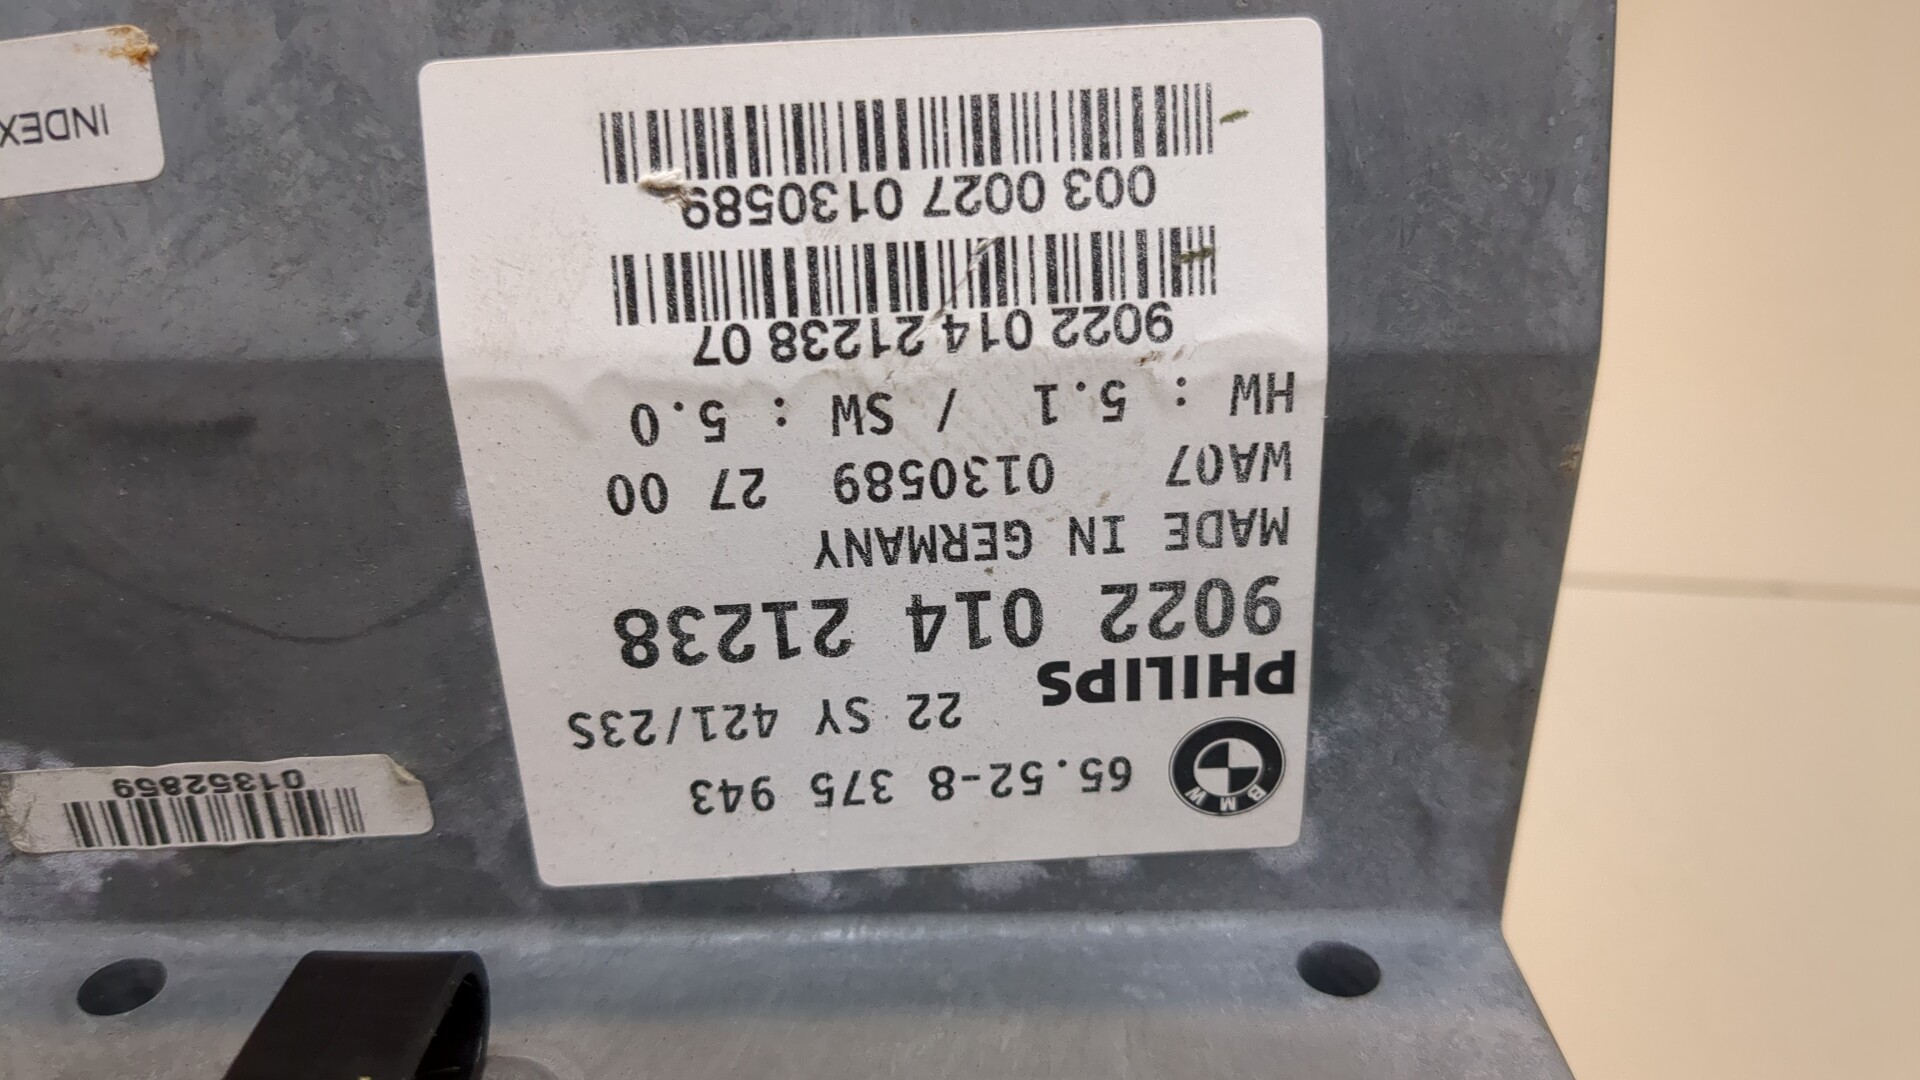 65.52-8 375 943
BMW
22 SY 421/23S
PHILIPS
9022 014 21238
MADE IN GERMANY
WA07 0130589 27 00
HW : 5.1 / SW : 5.0
9022 014 21238 07
003 0027 0130589
01352859
INDEX